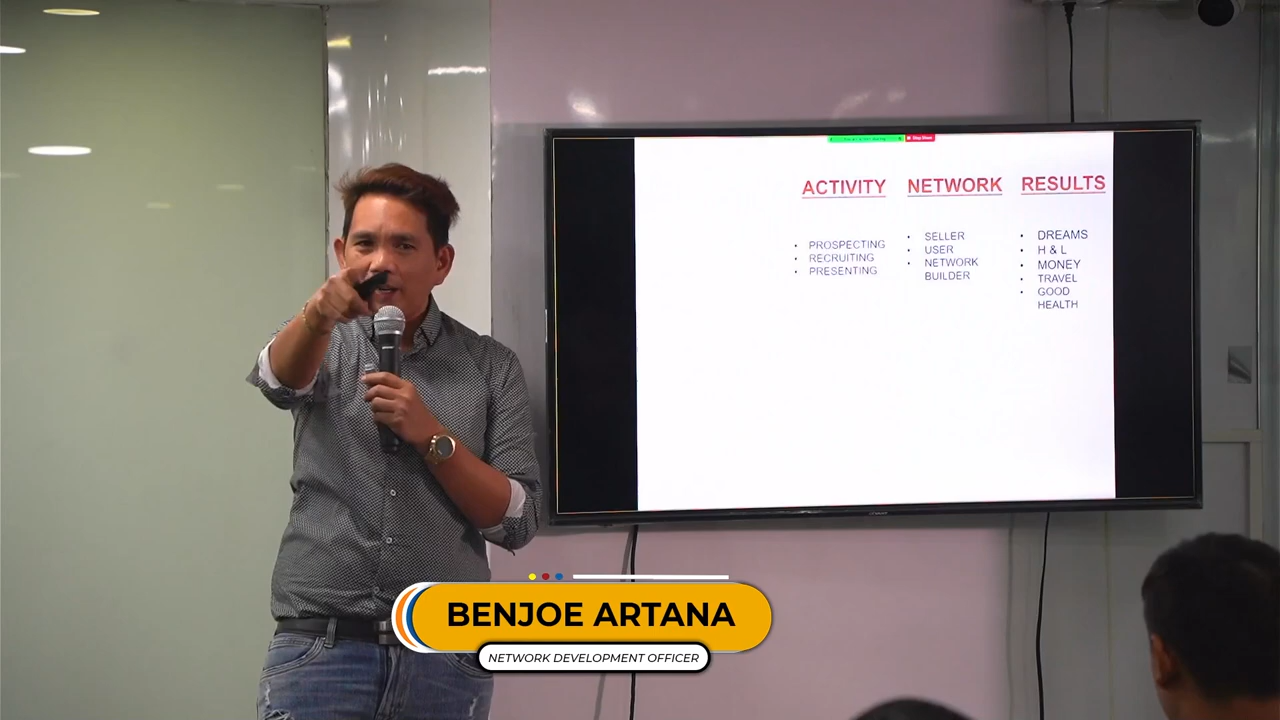 ACTIVITY NETWORK RESULTS
• PROSPECTING
• RECRUITING
• PRESENTING
• SELLER
• USER
• NETWORK
BUILDER
• DREAMS
• H & L
• MONEY
• TRAVEL
• GOOD
HEALTH
BENJOE ARTANA
NETWORK DEVELOPMENT OFFICER